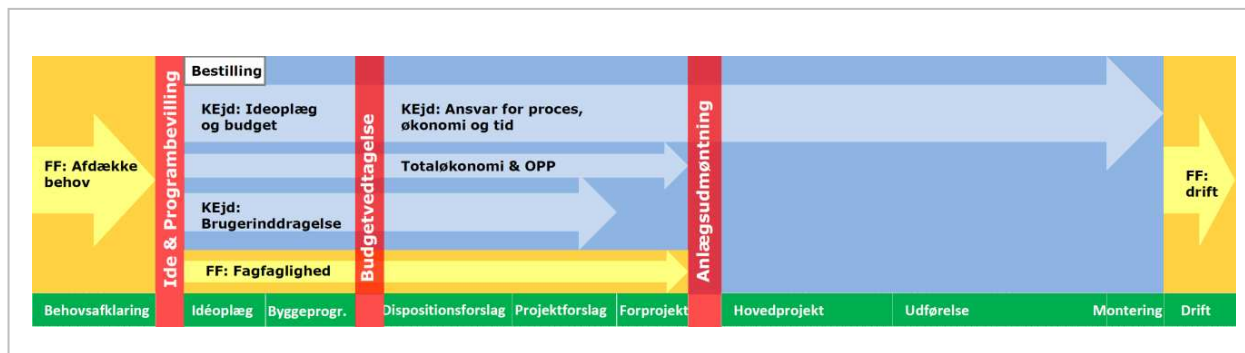 Bestilling
KEjd: Ideoplæg
og budget
KEjd: Ansvar for proces,
økonomi og tid
FF: Afdække
behov
Totaløkonomi & OPP
FF:
drift
KEjd:
Brugerinddragelse
FF: Fagfaglighed
Ide & Programbevilling
Budgetvedtagelse
Anlægsudmøntning
Behovsafklaring
Idéoplæg
Byggeprogr.
Dispositionsforslag
Projektforslag
Forprojekt
Hovedprojekt
Udførelse
Montering
Drift